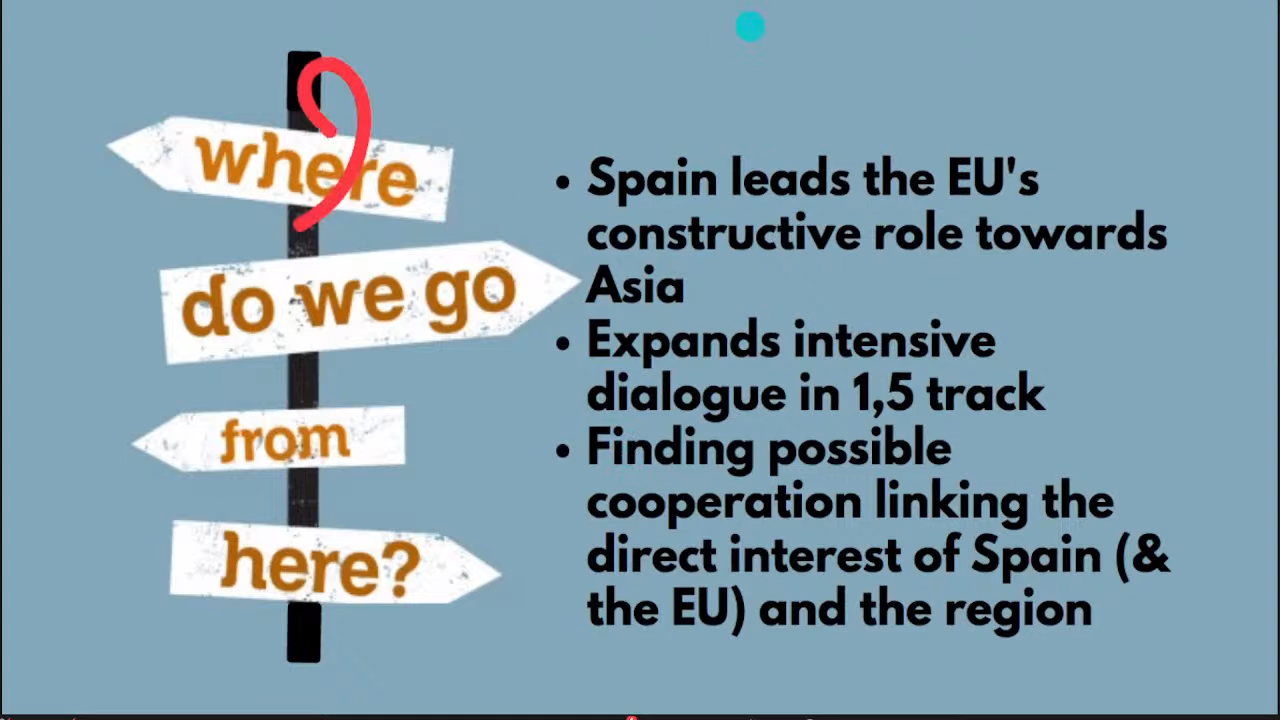 where
do we go
from
here?
• Spain leads the EU's
constructive role towards
Asia
• Expands intensive
dialogue in 1,5 track
• Finding possible
cooperation linking the
direct interest of Spain (&
the EU) and the region